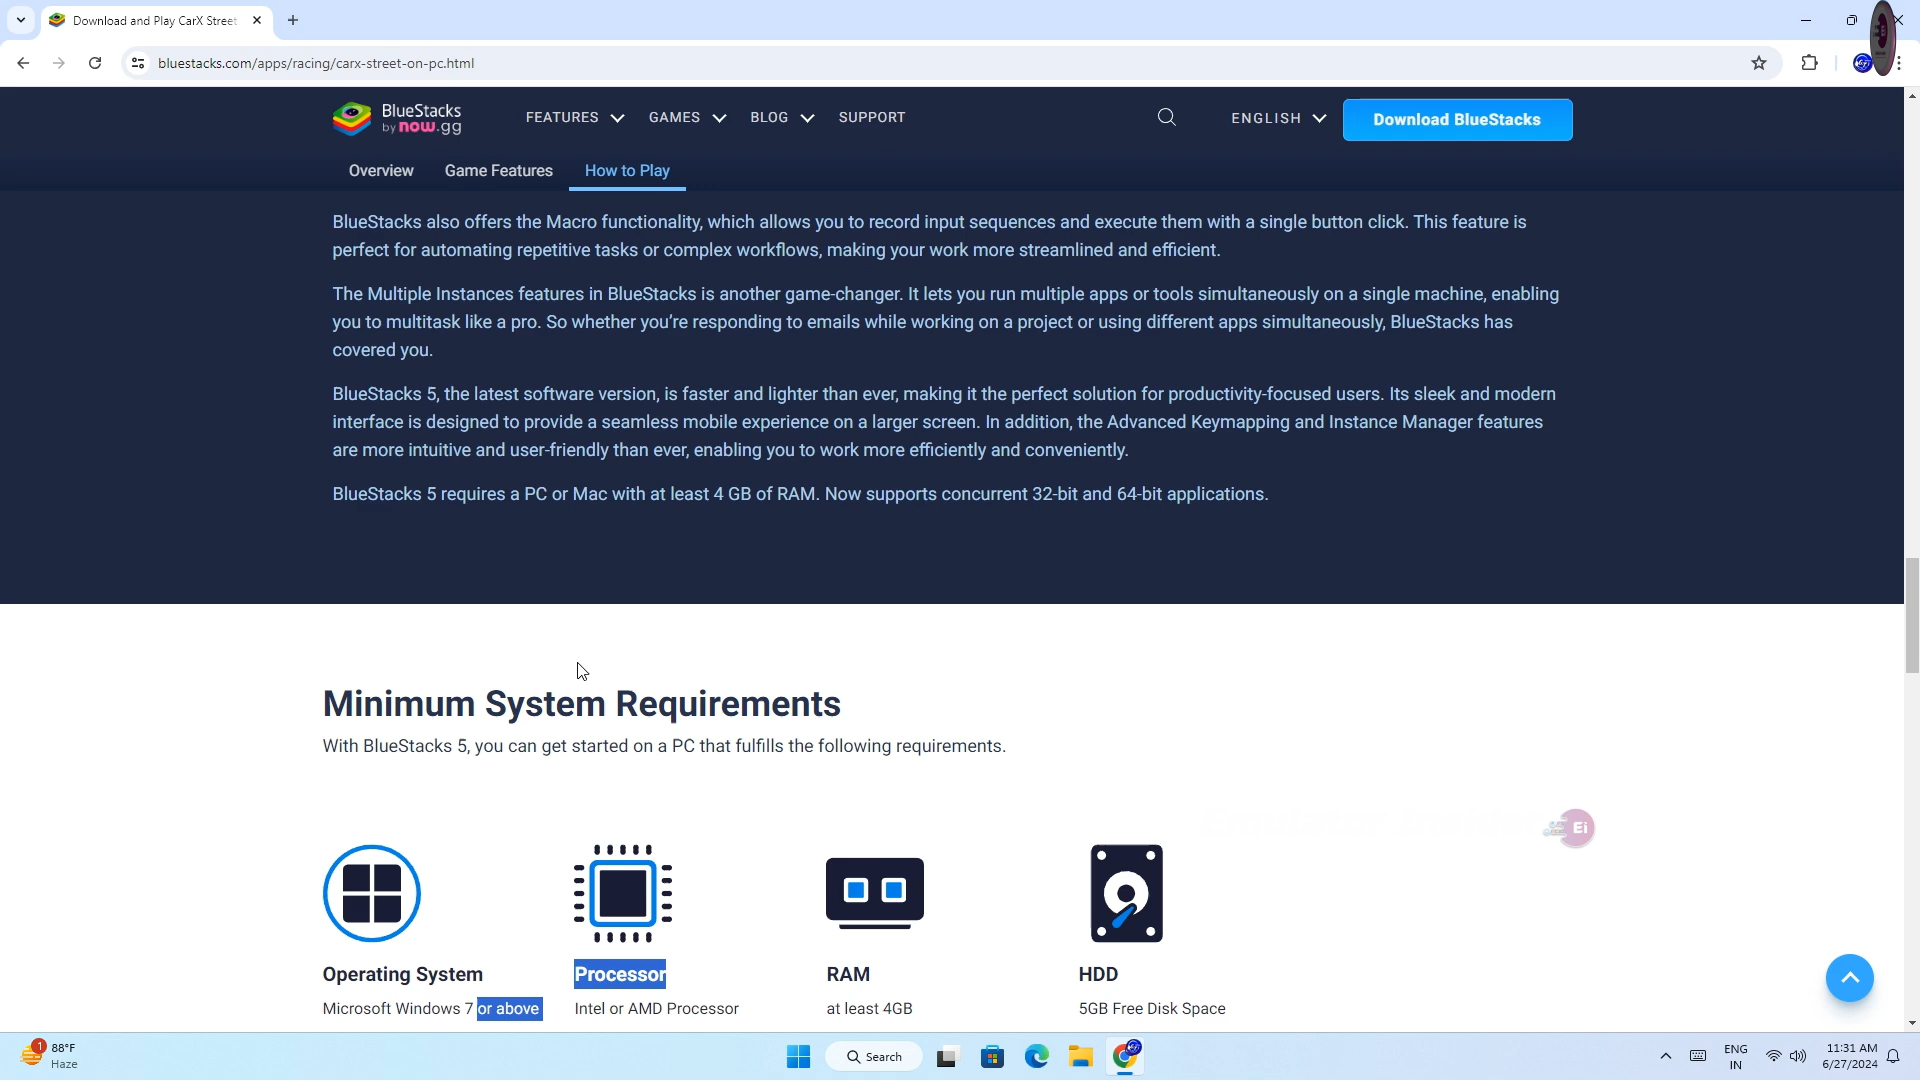 Download and Play CarX Street
bluestacks.com/apps/racing/carx-street-on-pc.html
BlueStacks
by now.gg
FEATURES
GAMES
BLOG
SUPPORT
ENGLISH
Download BlueStacks
Overview
Game Features
How to Play
BlueStacks also offers the Macro functionality, which allows you to record input sequences and execute them with a single button click. This feature is
perfect for automating repetitive tasks or complex workflows, making your work more streamlined and efficient.
The Multiple Instances features in BlueStacks is another game-changer. It lets you run multiple apps or tools simultaneously on a single machine, enabling
you to multitask like a pro. So whether you’re responding to emails while working on a project or using different apps simultaneously, BlueStacks has
covered you.
BlueStacks 5, the latest software version, is faster and lighter than ever, making it the perfect solution for productivity-focused users. Its sleek and modern
interface is designed to provide a seamless mobile experience on a larger screen. In addition, the Advanced Keymapping and Instance Manager features
are more intuitive and user-friendly than ever, enabling you to work more efficiently and conveniently.
BlueStacks 5 requires a PC or Mac with at least 4 GB of RAM. Now supports concurrent 32-bit and 64-bit applications.
Minimum System Requirements
With BlueStacks 5, you can get started on a PC that fulfills the following requirements.
Ei
Operating System
Processor
RAM
HDD
Microsoft Windows 7 or above
Intel or AMD Processor
at least 4GB
5GB Free Disk Space
1
88°F
Haze
Search
ENG
IN
11:31 AM
6/27/2024